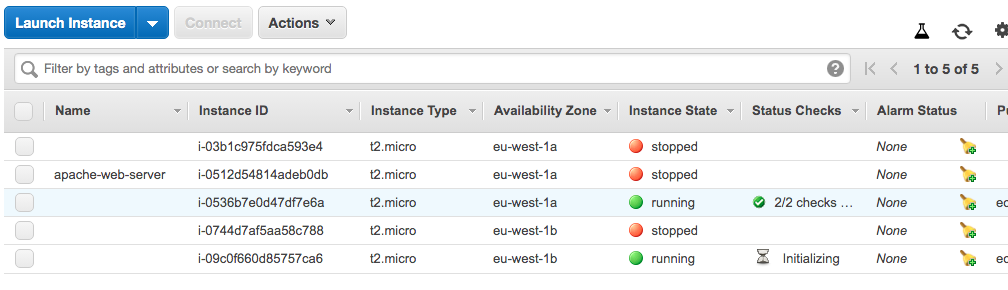 Launch Instance Connect Actions
Filter by tags and attributes or search by keyword ? 1 to 5 of 5
Name Instance ID Instance Type Availability Zone Instance State Status Checks Alarm Status
i-03b1c975fdca593e4 t2.micro eu-west-1a stopped None
apache-web-server i-0512d54814adeb0db t2.micro eu-west-1a stopped None
i-0536b7e0d47df7e6a t2.micro eu-west-1a running 2/2 checks … None
i-0744d7af5aa58c788 t2.micro eu-west-1b stopped None
i-09c0f660d85757ca6 t2.micro eu-west-1b running Initializing None